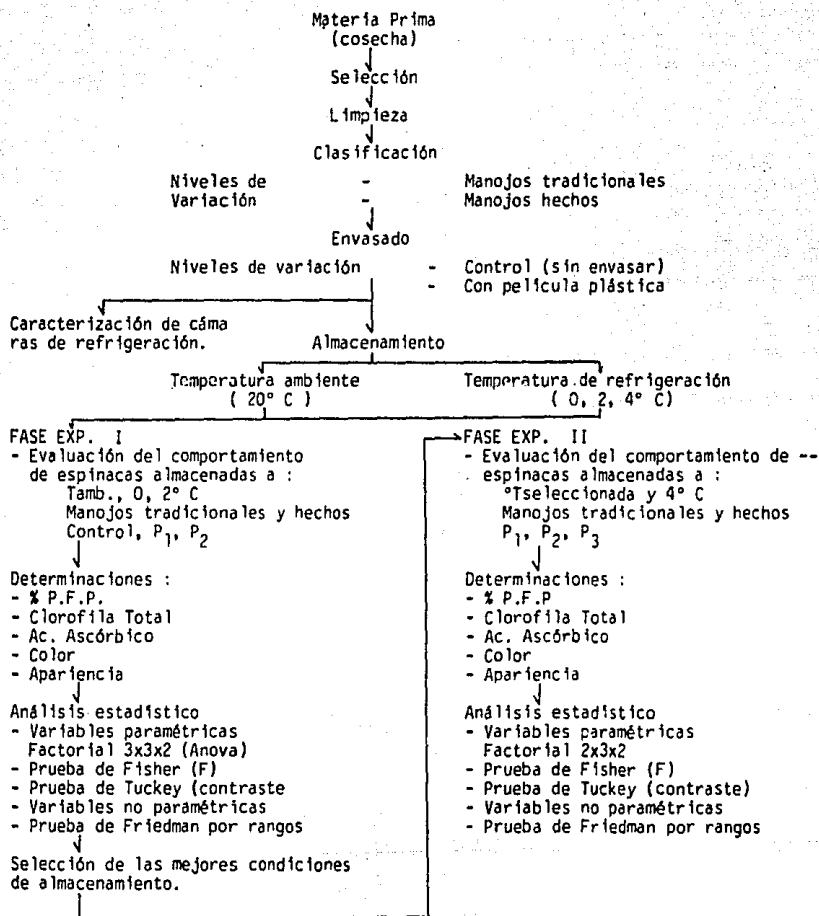 Materia Prima
(cosecha)
Selección
Limpieza
Clasificación
Niveles de - Manojos tradicionales
Variación - Manojos hechos
Envasado
Niveles de variación - Control (sin envasar)
- Con película plástica
Caracterización de cáma
ras de refrigeración.
Almacenamiento
Temperatura ambiente
( 20° C )
Temperatura de refrigeración
( 0, 2, 4° C)
FASE EXP. I
- Evaluación del comportamiento
de espinacas almacenadas a :
Tamb., 0, 2° C
Manojos tradicionales y hechos
Control, P1, P2
Determinaciones :
- % P.F.P.
- Clorofila Total
- Ac. Ascórbico
- Color
- Apariencia
Análisis estadístico
- Variables paramétricas
Factorial 3x3x2 (Anova)
- Prueba de Fisher (F)
- Prueba de Tuckey (contraste
- Variables no paramétricas
- Prueba de Friedman por rangos
Selección de las mejores condiciones
de almacenamiento.
FASE EXP. II
- Evaluación del comportamiento de --
espinacas almacenadas a :
°Tseleccionada y 4° C
Manojos tradicionales y hechos
P1, P2, P3
Determinaciones :
- % P.F.P
- Clorofila Total
- Ac. Ascórbico
- Color
- Apariencia
Análisis estadístico
- Variables paramétricas
Factorial 2x3x2
- Prueba de Fisher (F)
- Prueba de Tuckey (contraste)
- Variables no paramétricas
- Prueba de Friedman por rangos